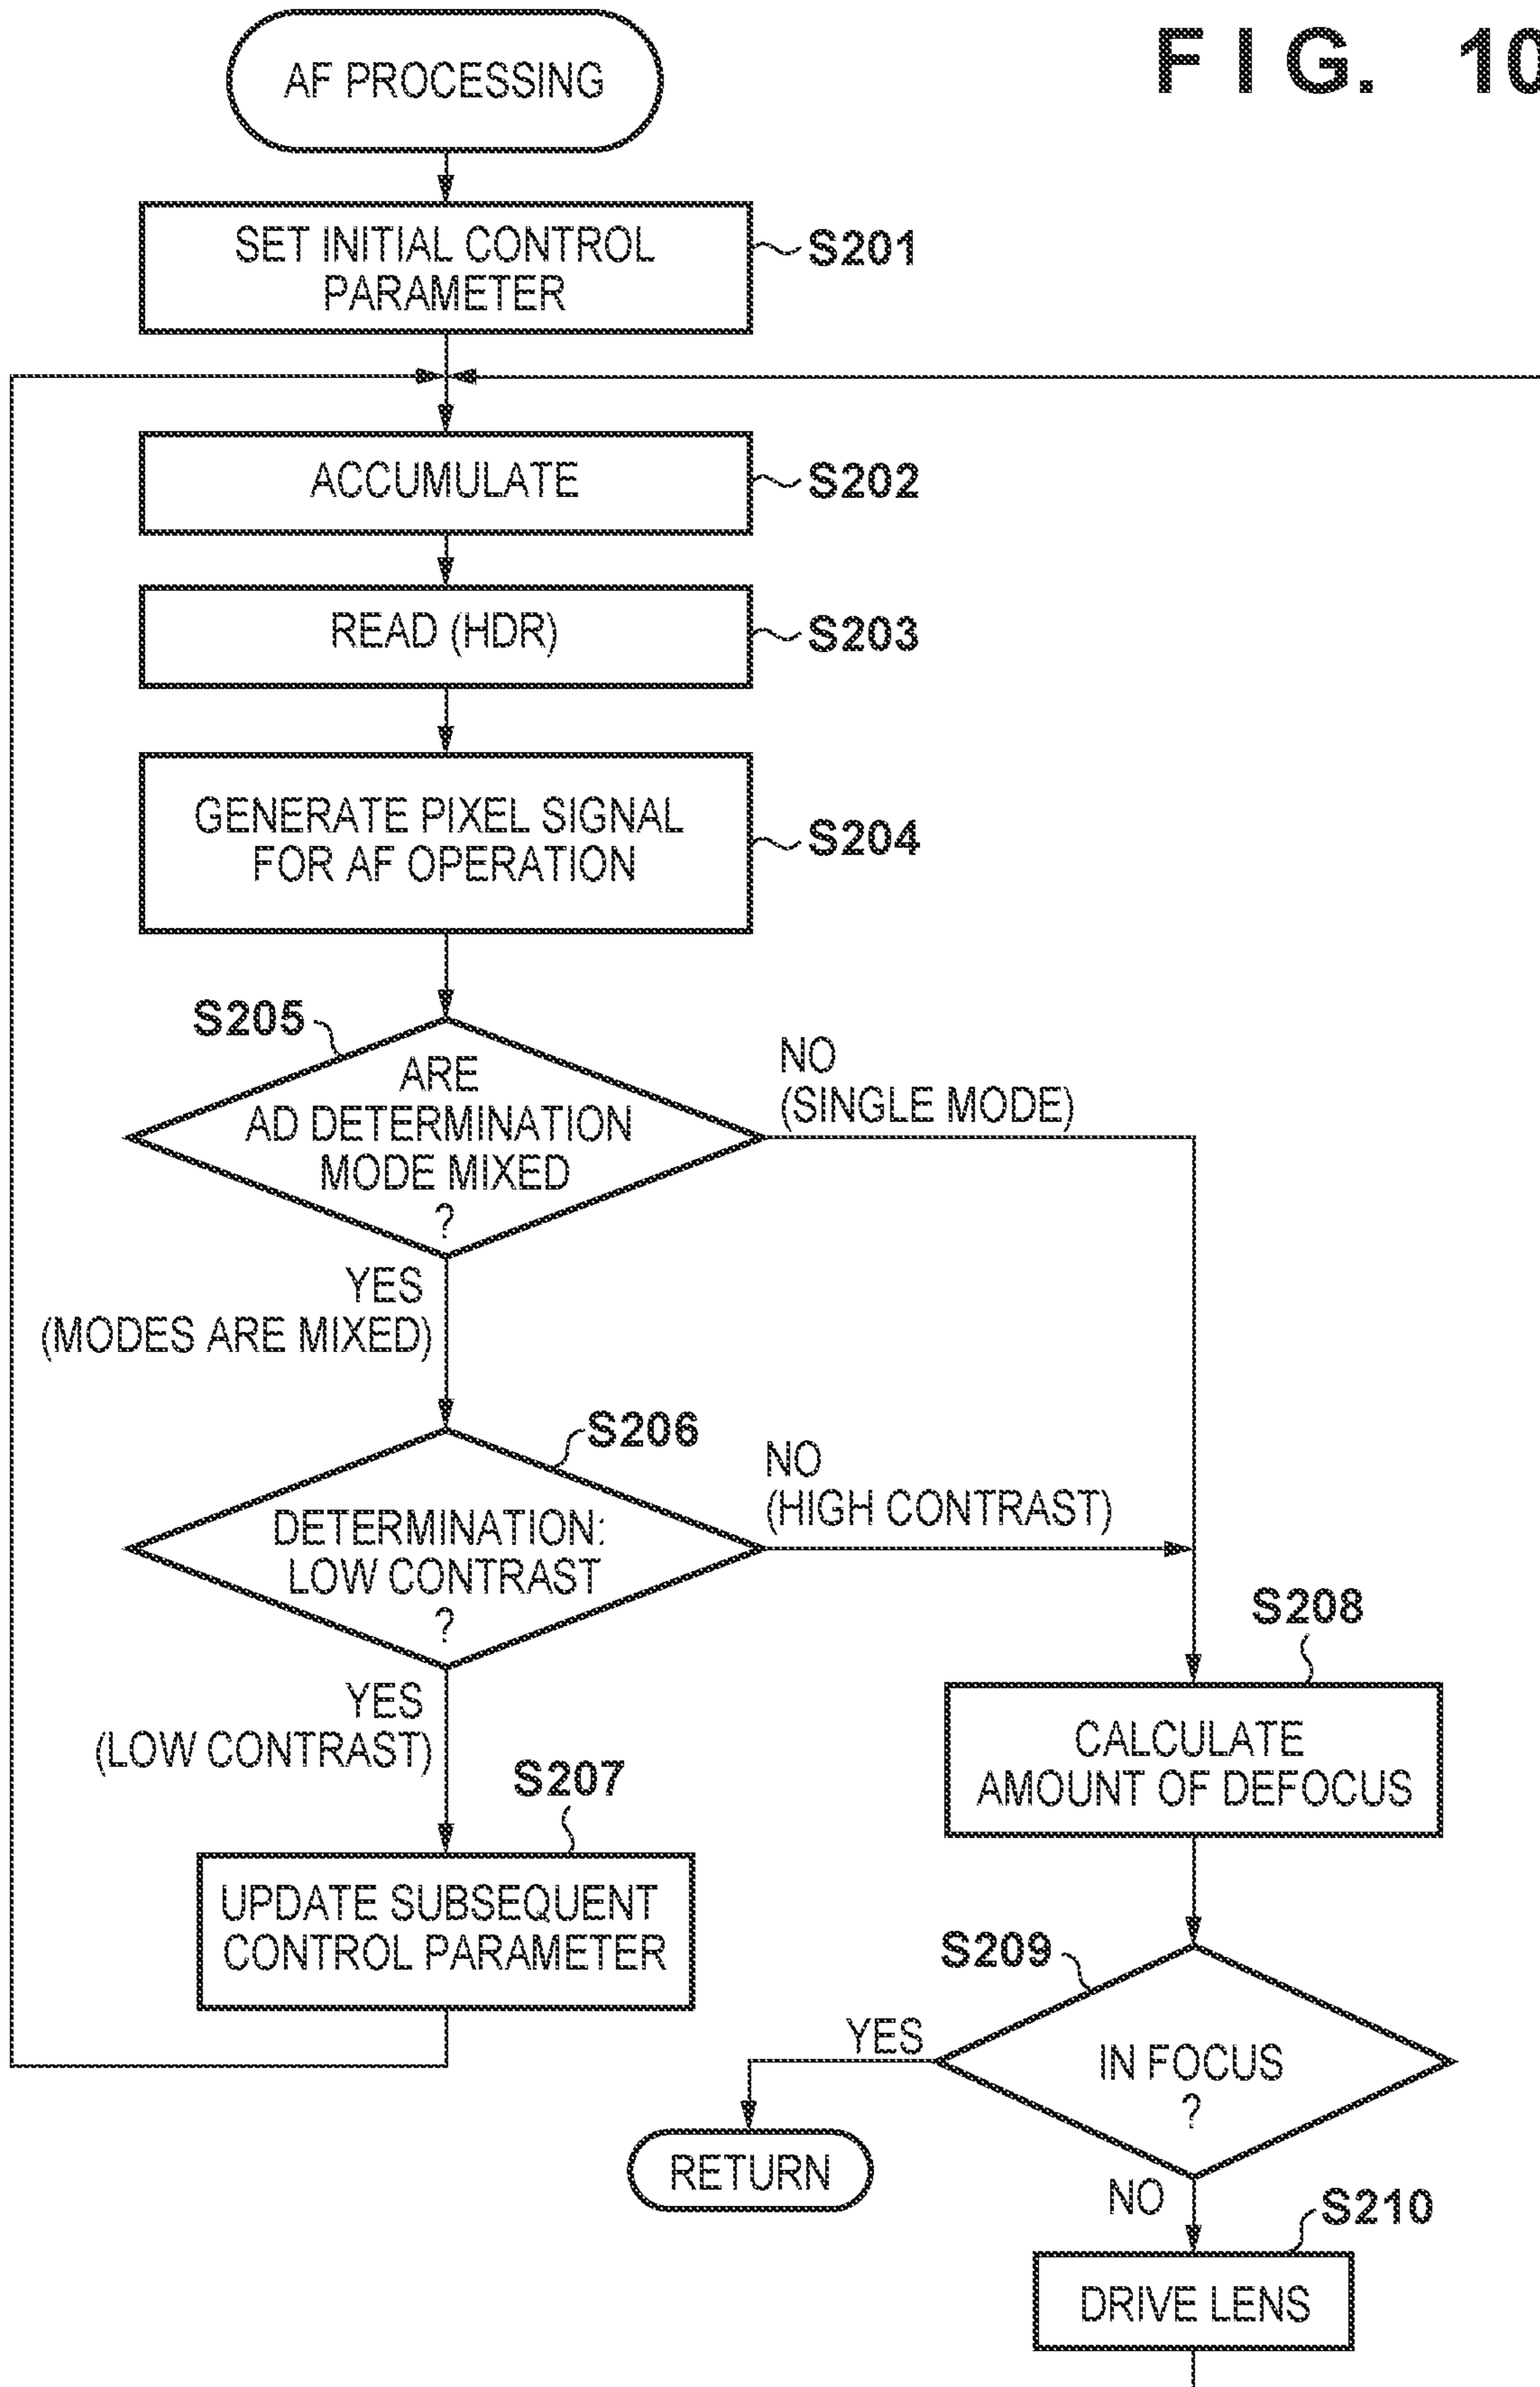 FIG. 10
AF PROCESSING
SET INITIAL CONTROL
PARAMETER
S201
ACCUMULATE
S202
READ (HDR)
S203
GENERATE PIXEL SIGNAL
FOR AF OPERATION
S204
S205
ARE
AD DETERMINATION
MODE MIXED
?
NO
(SINGLE MODE)
YES
(MODES ARE MIXED)
S206
DETERMINATION:
LOW CONTRAST
?
NO
(HIGH CONTRAST)
YES
(LOW CONTRAST)
S207
UPDATE SUBSEQUENT
CONTROL PARAMETER
S208
CALCULATE
AMOUNT OF DEFOCUS
S209
IN FOCUS
?
YES
RETURN
NO
S210
DRIVE LENS